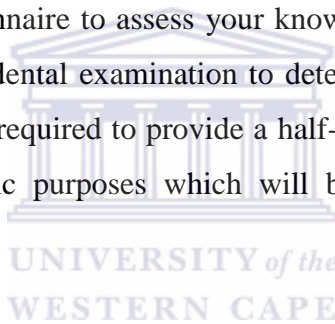 nnaire to assess your know
dental examination to dete
required to provide a half-
ic purposes which will b
UNIVERSITY of the
WESTERN CAPE